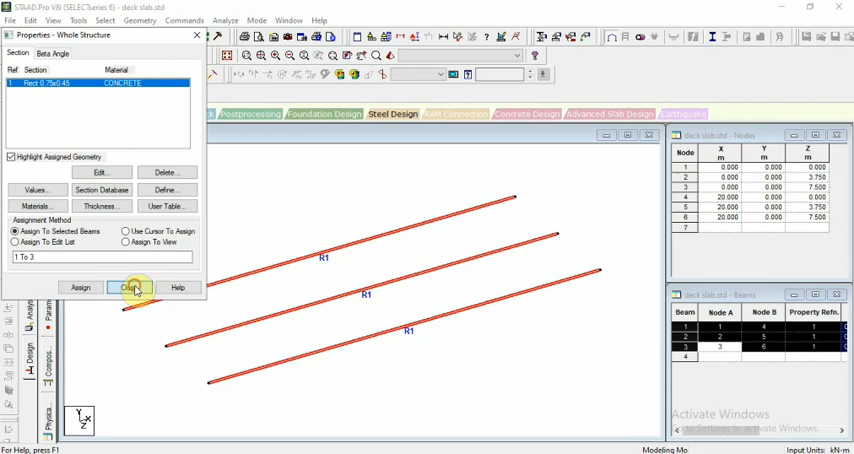 STAAD.Pro V8i (SELECTseries 6) - deck slab.std
File Edit View Tools Select Geometry Commands Analyze Mode Window Help
Properties - Whole Structure
Section Beta Angle
Ref Section Material
1 Rect 0.75x0.45 CONCRETE
Highlight Assigned Geometry
Edit... Delete...
Values... Section Database Define...
Materials... Thickness... User Table...
Assignment Method
Assign To Selected Beams Use Cursor To Assign
Assign To Edit List Assign To View
1 To 3
Assign Close Help
Postprocessing Foundation Design Steel Design RAM Connection Concrete Design Advanced Slab Design Earthquake
R1
R1
R1
Y
X
Z
deck slab.std - Nodes
Node X m Y m Z m
1 0.000 0.000 0.000
2 0.000 0.000 3.750
3 0.000 0.000 7.500
4 20.000 0.000 0.000
5 20.000 0.000 3.750
6 20.000 0.000 7.500
7
deck slab.std - Beams
Beam Node A Node B Property Refn.
1 1 4 1
2 2 5 1
3 3 6 1
4
Activate Windows
Go to Settings to activate Windows.
Design
Compos...
Physica...
For Help, press F1
Modeling Mo
Input Units: kN-m